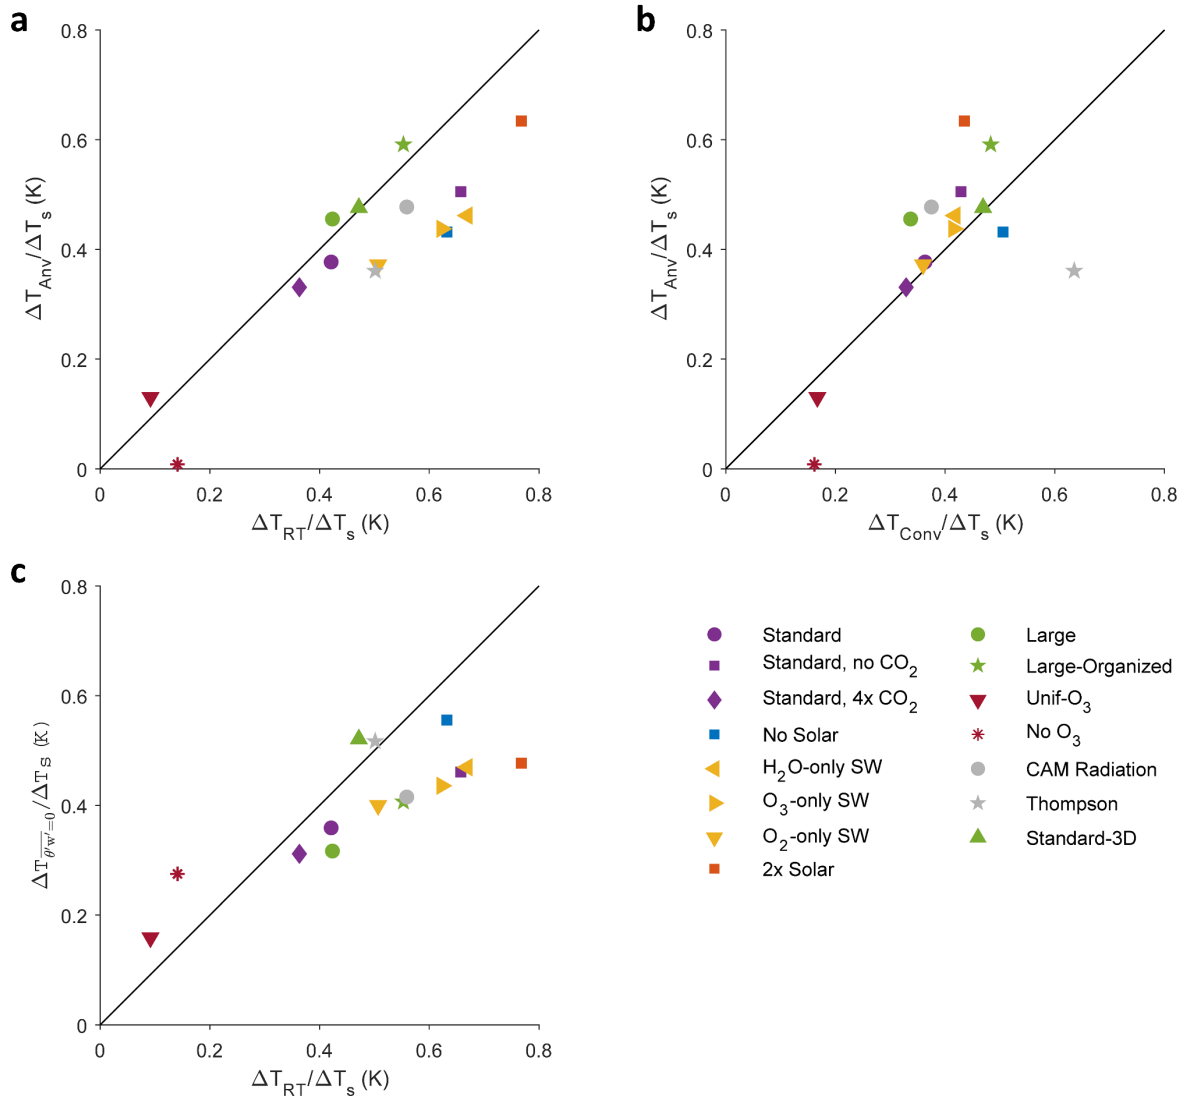 a
0.8
0.6
0.4
0.2
0
ΔT_Anv/ΔT_s (K)
0 0.2 0.4 0.6 0.8
ΔT_RT/ΔT_s (K)
b
0.8
0.6
0.4
0.2
0
ΔT_Anv/ΔT_s (K)
0 0.2 0.4 0.6 0.8
ΔT_Conv/ΔT_s (K)
c
0.8
0.6
0.4
0.2
0
ΔT_θ'w'=0/ΔT_S (K)
0 0.2 0.4 0.6 0.8
ΔT_RT/ΔT_s (K)
Standard
Standard, no CO2
Standard, 4x CO2
No Solar
H2O-only SW
O3-only SW
O2-only SW
2x Solar
Large
Large-Organized
Unif-O3
No O3
CAM Radiation
Thompson
Standard-3D